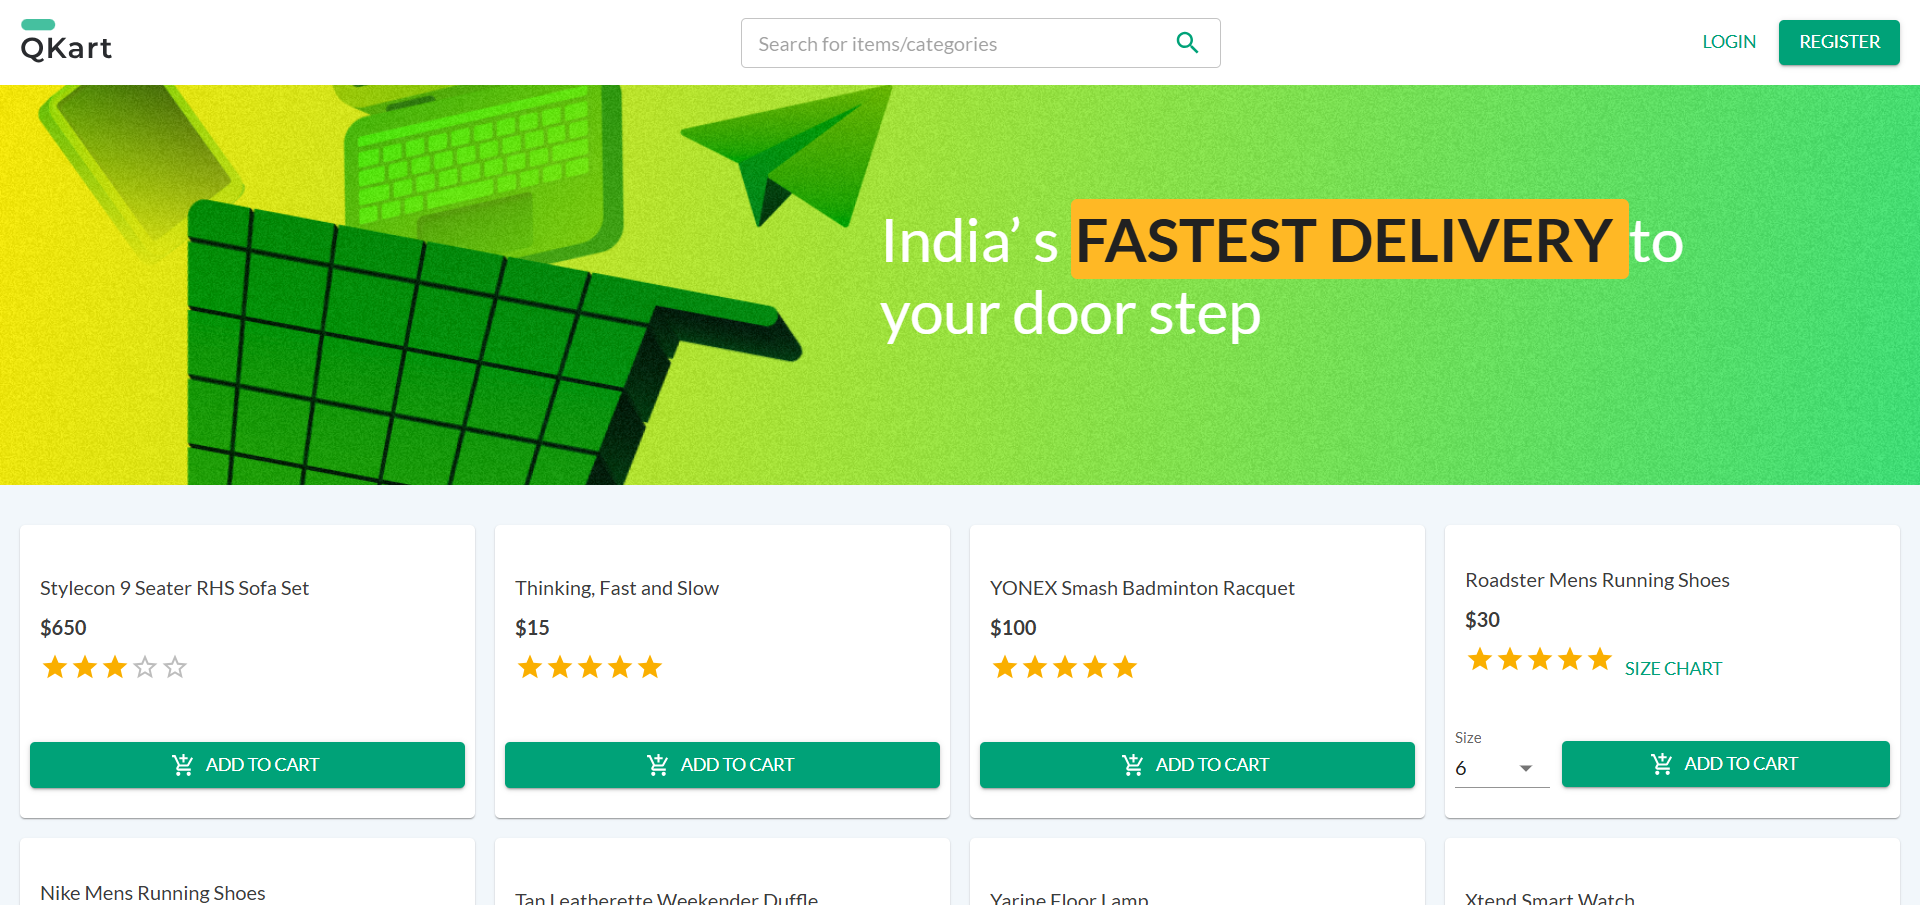 QKart
Search for items/categories
LOGIN
REGISTER
India’ s FASTEST DELIVERY to
your door step
Stylecon 9 Seater RHS Sofa Set
$650
ADD TO CART
Thinking, Fast and Slow
$15
ADD TO CART
YONEX Smash Badminton Racquet
$100
ADD TO CART
Roadster Mens Running Shoes
$30
SIZE CHART
Size
6
ADD TO CART
Nike Mens Running Shoes
Tan Leatherette Weekender Duffle
Yarine Floor Lamp
Xtend Smart Watch